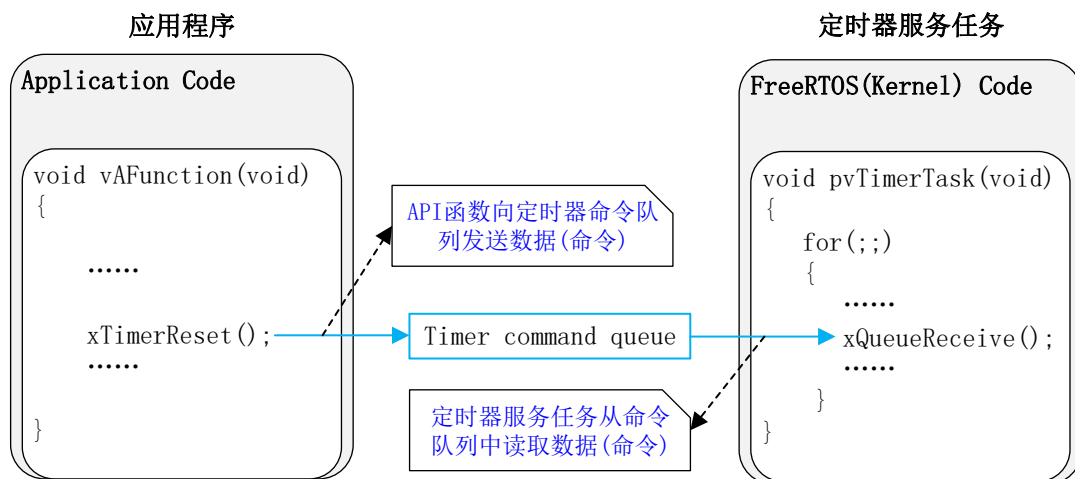 应用程序
定时器服务任务
Application Code
void vAFunction(void)
{
......
xTimerReset();
......
}
API函数向定时器命令队
列发送数据(命令)
Timer command queue
定时器服务任务从命令
队列中读取数据(命令)
FreeRTOS(Kernel) Code
void pvTimerTask(void)
{
for(;;)
{
......
xQueueReceive();
......
}
}